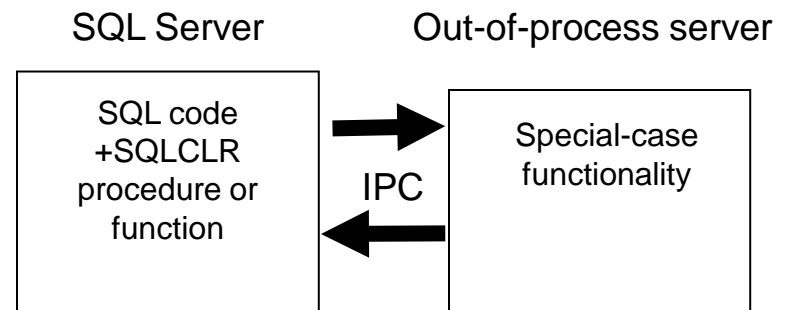 SQL Server
Out-of-process server
SQL code
+SQLCLR
procedure or
function
IPC
Special-case
functionality